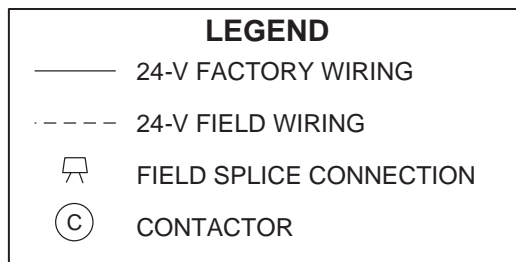 LEGEND
24-V FACTORY WIRING
24-V FIELD WIRING
FIELD SPLICE CONNECTION
C CONTACTOR